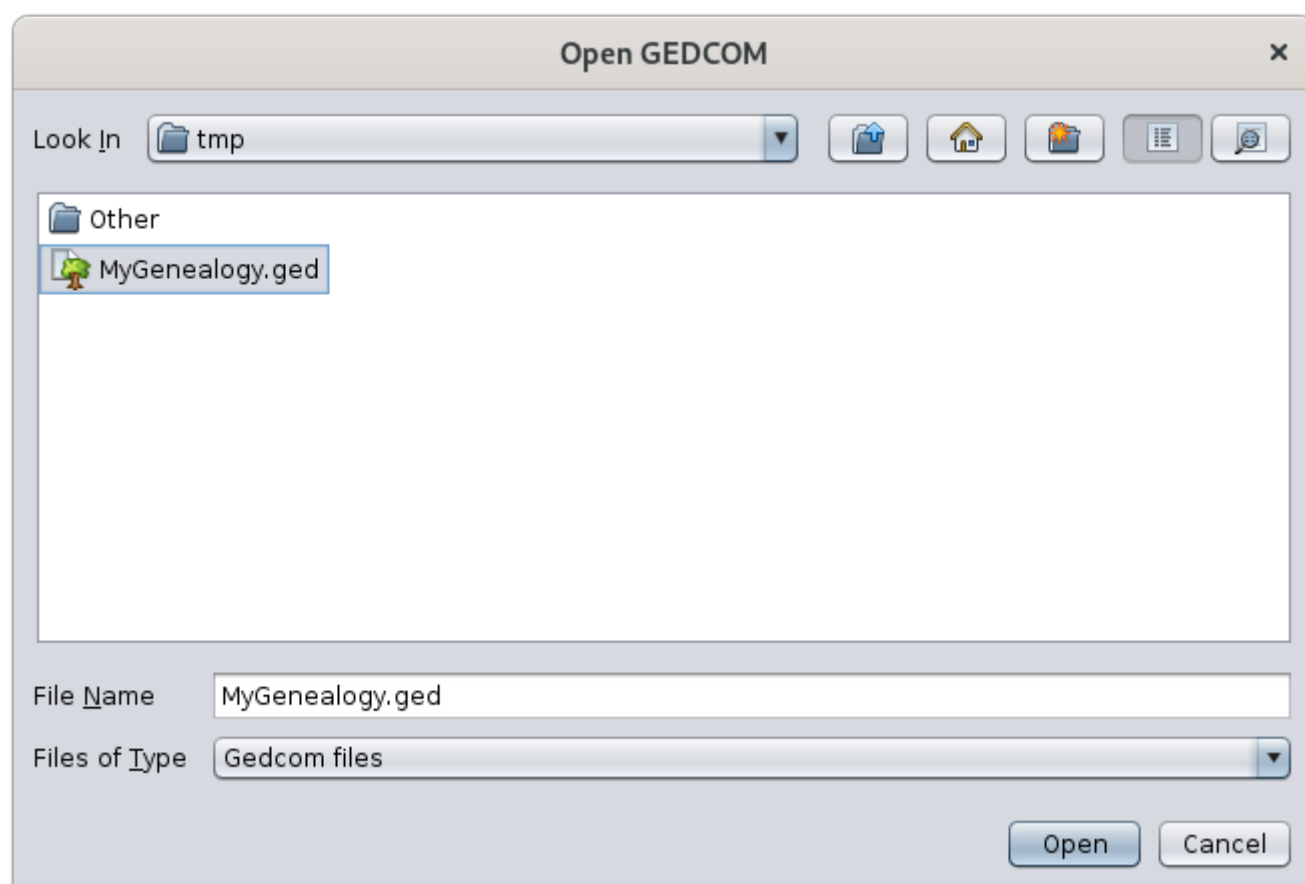 Open GEDCOM
Look In tmp
Other
MyGenealogy.ged
File Name MyGenealogy.ged
Files of Type Gedcom files
Open Cancel